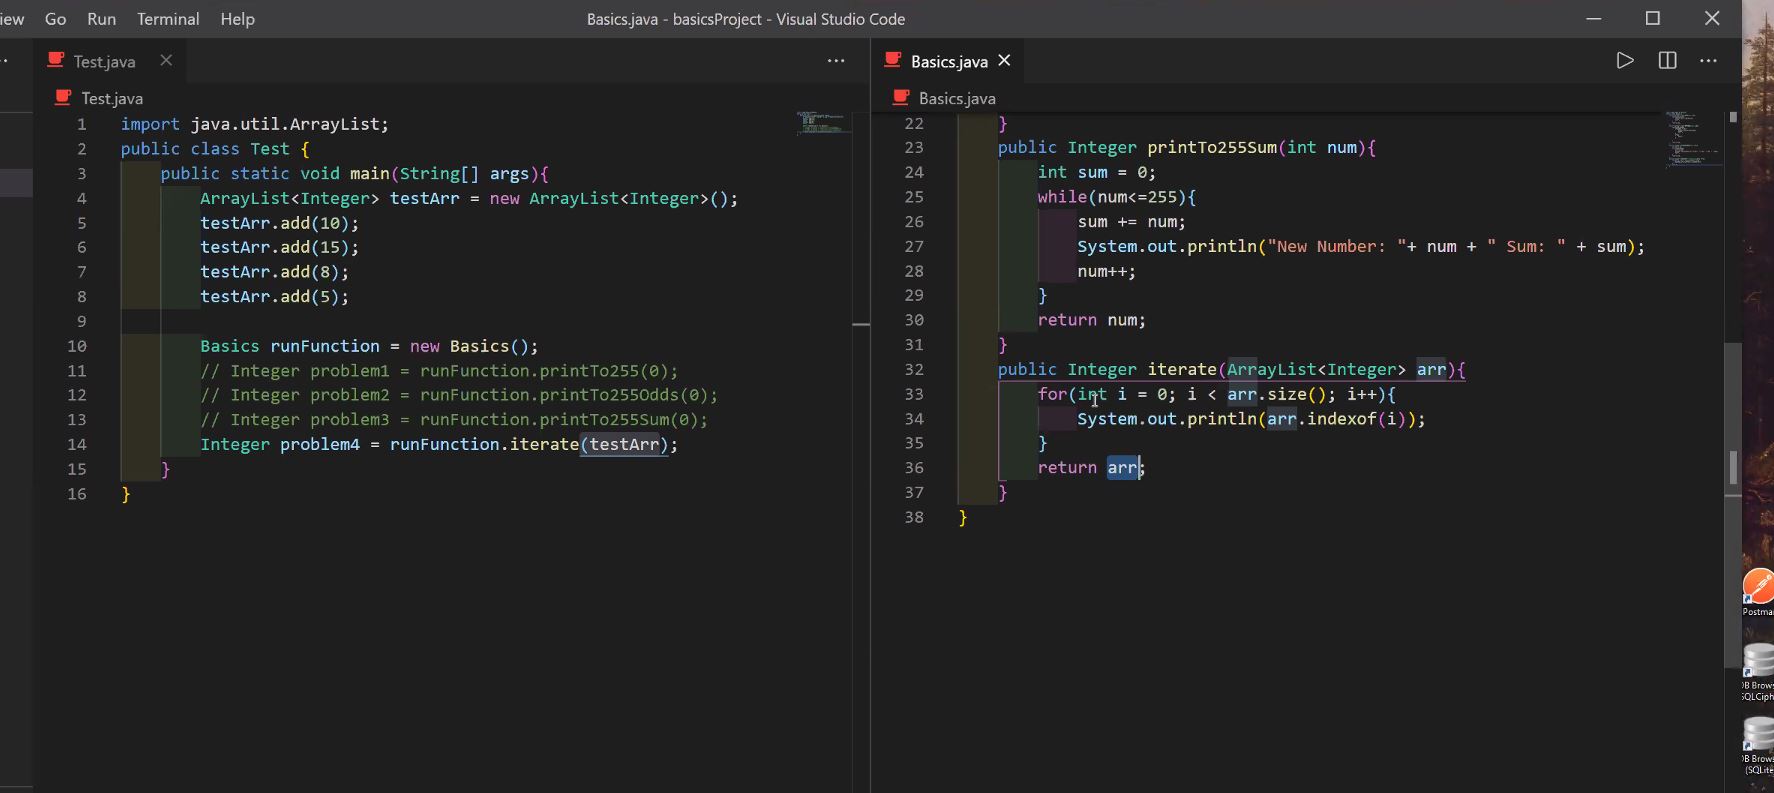 iew Go Run Terminal Help Basics.java - basicsProject - Visual Studio Code
Test.java
Test.java
1 import java.util.ArrayList;
2 public class Test {
3 public static void main(String[] args){
4 ArrayList<Integer> testArr = new ArrayList<Integer>();
5 testArr.add(10);
6 testArr.add(15);
7 testArr.add(8);
8 testArr.add(5);
9
10 Basics runFunction = new Basics();
11 // Integer problem1 = runFunction.printTo255(0);
12 // Integer problem2 = runFunction.printTo255Odds(0);
13 // Integer problem3 = runFunction.printTo255Sum(0);
14 Integer problem4 = runFunction.iterate(testArr);
15 }
16 }
Basics.java
Basics.java
22 }
23 public Integer printTo255Sum(int num){
24 int sum = 0;
25 while(num<=255){
26 sum += num;
27 System.out.println("New Number: "+ num + " Sum: " + sum);
28 num++;
29 }
30 return num;
31 }
32 public Integer iterate(ArrayList<Integer> arr){
33 for(int i = 0; i < arr.size(); i++){
34 System.out.println(arr.indexof(i));
35 }
36 return arr;
37 }
38 }
Postma
DB Brows
SQLCiph
DB Brows
(SQLite